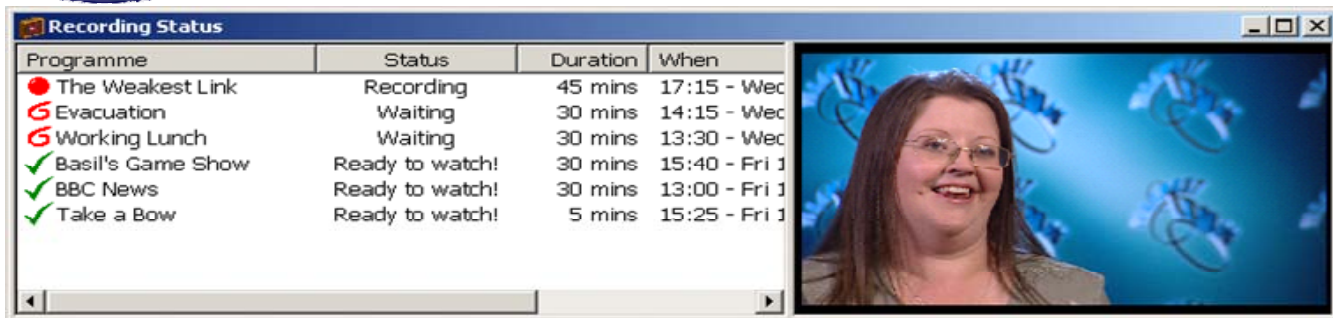 Recording Status
Programme Status Duration When
The Weakest Link Recording 45 mins 17:15 - Wed
Evacuation Waiting 30 mins 14:15 - Wed
Working Lunch Waiting 30 mins 13:30 - Wed
Basil's Game Show Ready to watch! 30 mins 15:40 - Fri 1
BBC News Ready to watch! 30 mins 13:00 - Fri 1
Take a Bow Ready to watch! 5 mins 15:25 - Fri 1